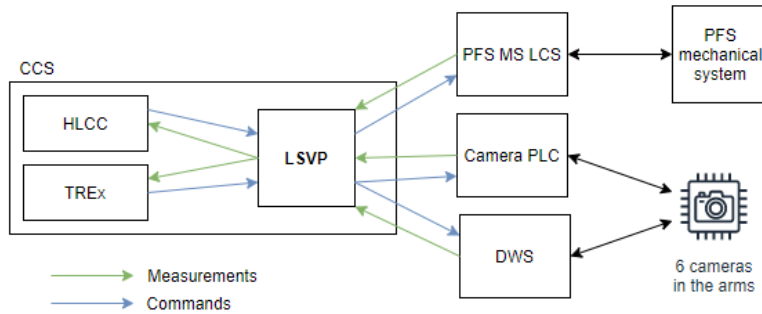 CCS
HLCC
TREx
LSVP
PFS MS LCS
PFS
mechanical
system
Camera PLC
DWS
6 cameras
in the arms
Measurements
Commands